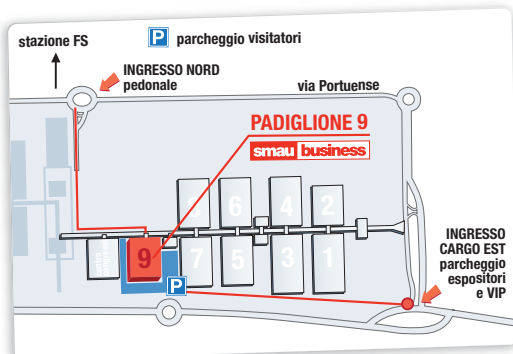 stazione FS
P parcheggio visitatori
INGRESSO NORD
pedonale
via Portuense
PADIGLIONE 9
smau business
8
6
4
2
9
7
5
3
1
P
INGRESSO
CARGO EST
parcheggio
espositori
e VIP